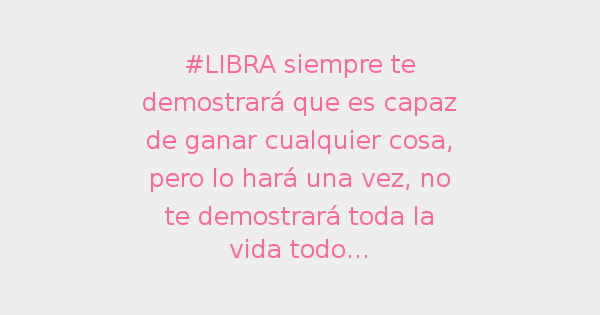 #LIBRA siempre te
demostrará que es capaz
de ganar cualquier cosa,
pero lo hará una vez, no
te demostrará toda la
vida todo...